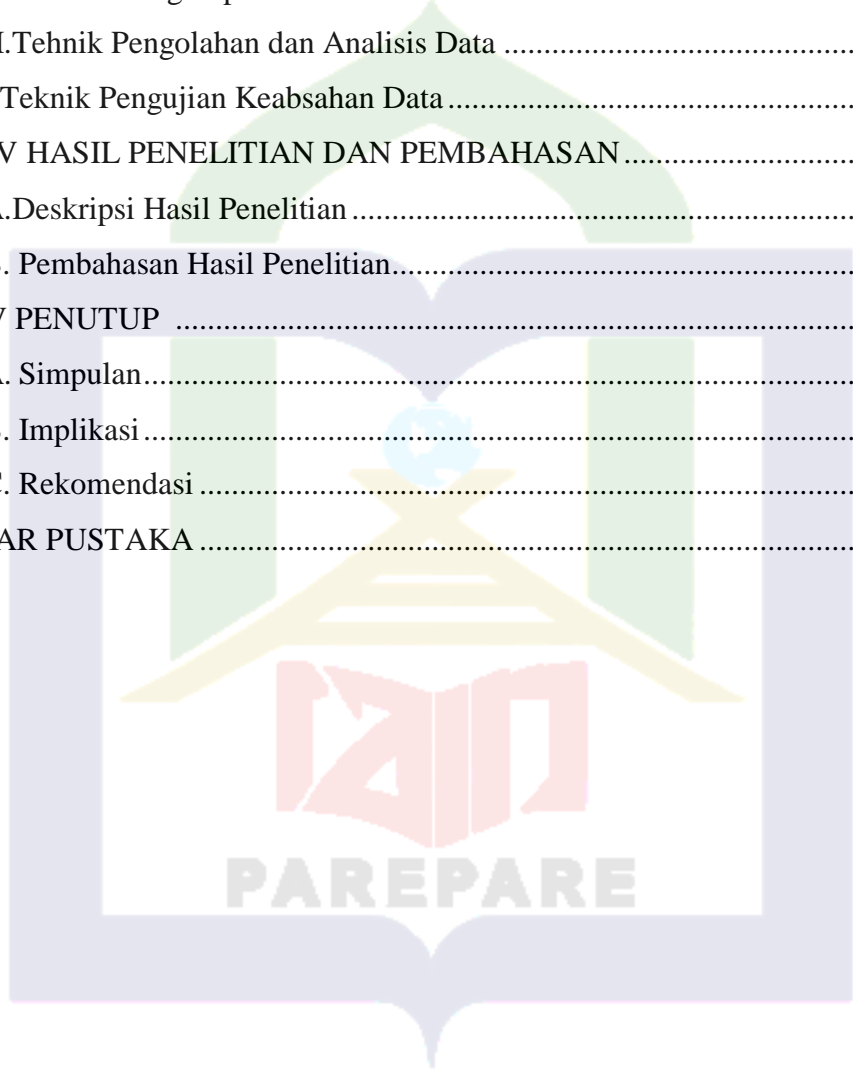 .Tehnik Pengolahan dan Analisis Data ................................................
Teknik Pengujian Keabsahan Data .......................................................
V HASIL PENELITIAN DAN PEMBAHASAN ................................
.Deskripsi Hasil Penelitian ...................................................................
. Pembahasan Hasil Penelitian..............................................................
V PENUTUP .........................................................................................
. Simpulan.............................................................................................
. Implikasi .............................................................................................
. Rekomendasi ......................................................................................
AR PUSTAKA ......................................................................................
iain
PAREPARE